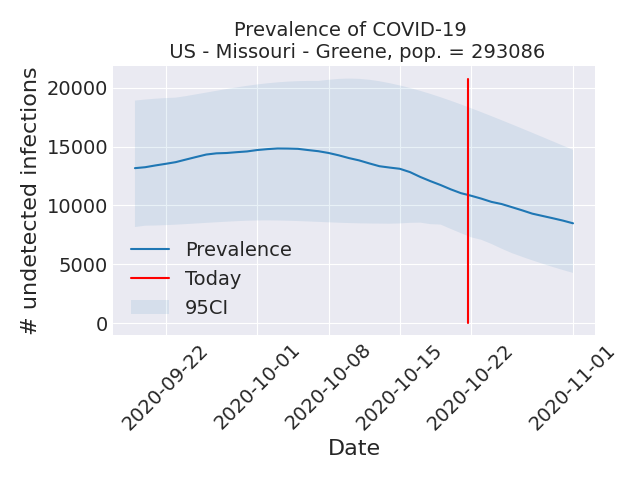 Prevalence of COVID-19
US - Missouri - Greene, pop. = 293086
# undetected infections
20000
15000
10000
5000
0
Prevalence
Today
95CI
2020-09-22
2020-10-01
2020-10-08
2020-10-15
2020-10-22
2020-11-01
Date